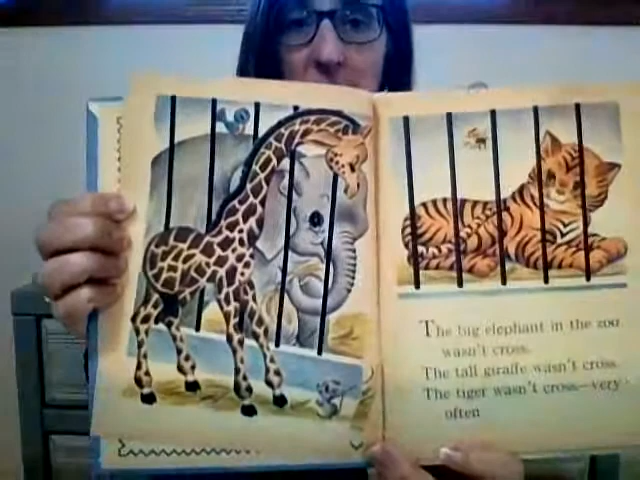 The big elephant in the zoo
wasn't cross.
The tall giraffe wasn't cross.
The tiger wasn't cross—very
often